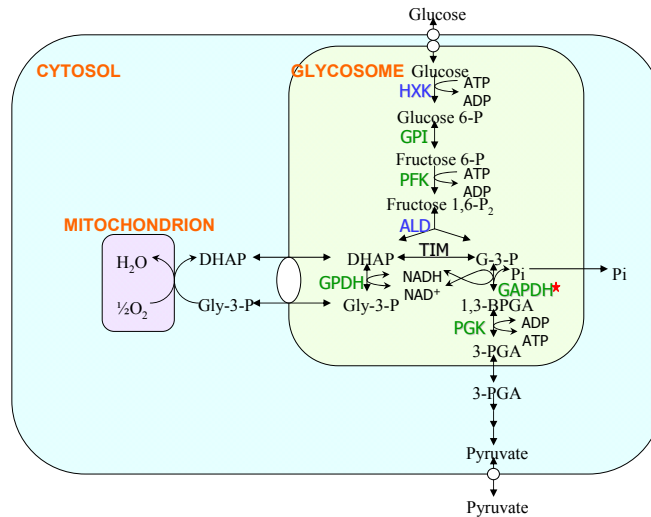 Glucose
CYTOSOL
GLYCOSOME
Glucose
HXK
ATP
ADP
Glucose 6-P
GPI
Fructose 6-P
PFK
ATP
ADP
Fructose 1,6-P₂
ALD
MITOCHONDRION
H₂O
DHAP
DHAP
TIM
G-3-P
GPDH
NADH
Pi
Pi
NAD⁺
GAPDH*
½O₂
Gly-3-P
Gly-3-P
1,3-BPGA
PGK
ADP
ATP
3-PGA
3-PGA
Pyruvate
Pyruvate